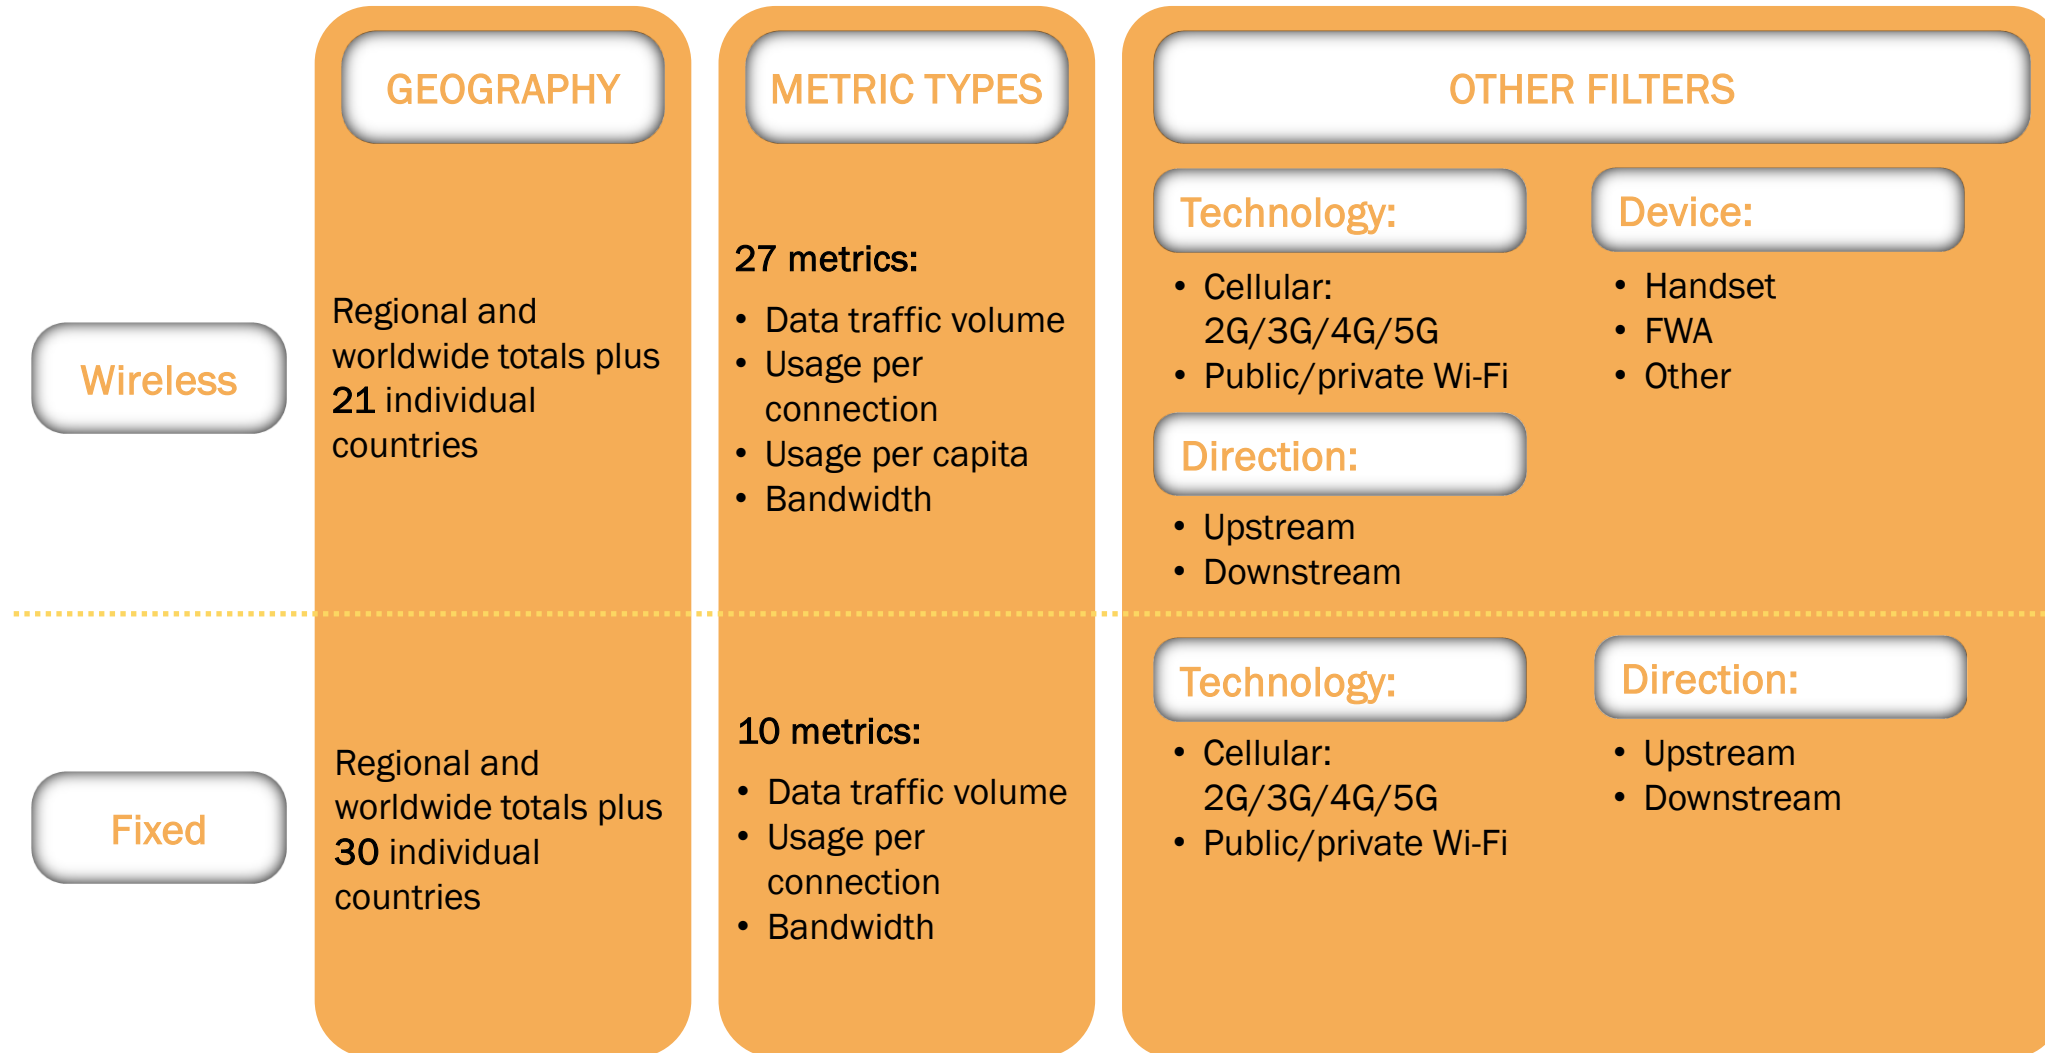 GEOGRAPHY
METRIC TYPES
OTHER FILTERS
Wireless
Regional and
worldwide totals plus
21 individual
countries
27 metrics:
• Data traffic volume
• Usage per
connection
• Usage per capita
• Bandwidth
Technology:
• Cellular:
2G/3G/4G/5G
• Public/private Wi-Fi
Device:
• Handset
• FWA
• Other
Direction:
• Upstream
• Downstream
Fixed
Regional and
worldwide totals plus
30 individual
countries
10 metrics:
• Data traffic volume
• Usage per
connection
• Bandwidth
Technology:
• Cellular:
2G/3G/4G/5G
• Public/private Wi-Fi
Direction:
• Upstream
• Downstream